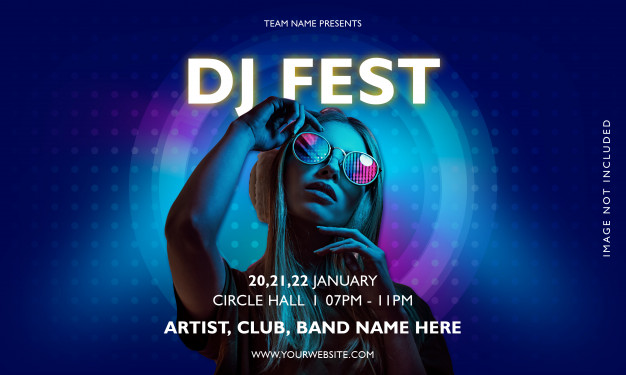 TEAM NAME PRESENTS
DJ FEST
IMAGE NOT INCLUDED
20,21,22 JANUARY
CIRCLE HALL | 07PM - 11PM
ARTIST, CLUB, BAND NAME HERE
WWW.YOURWEBSITE.COM